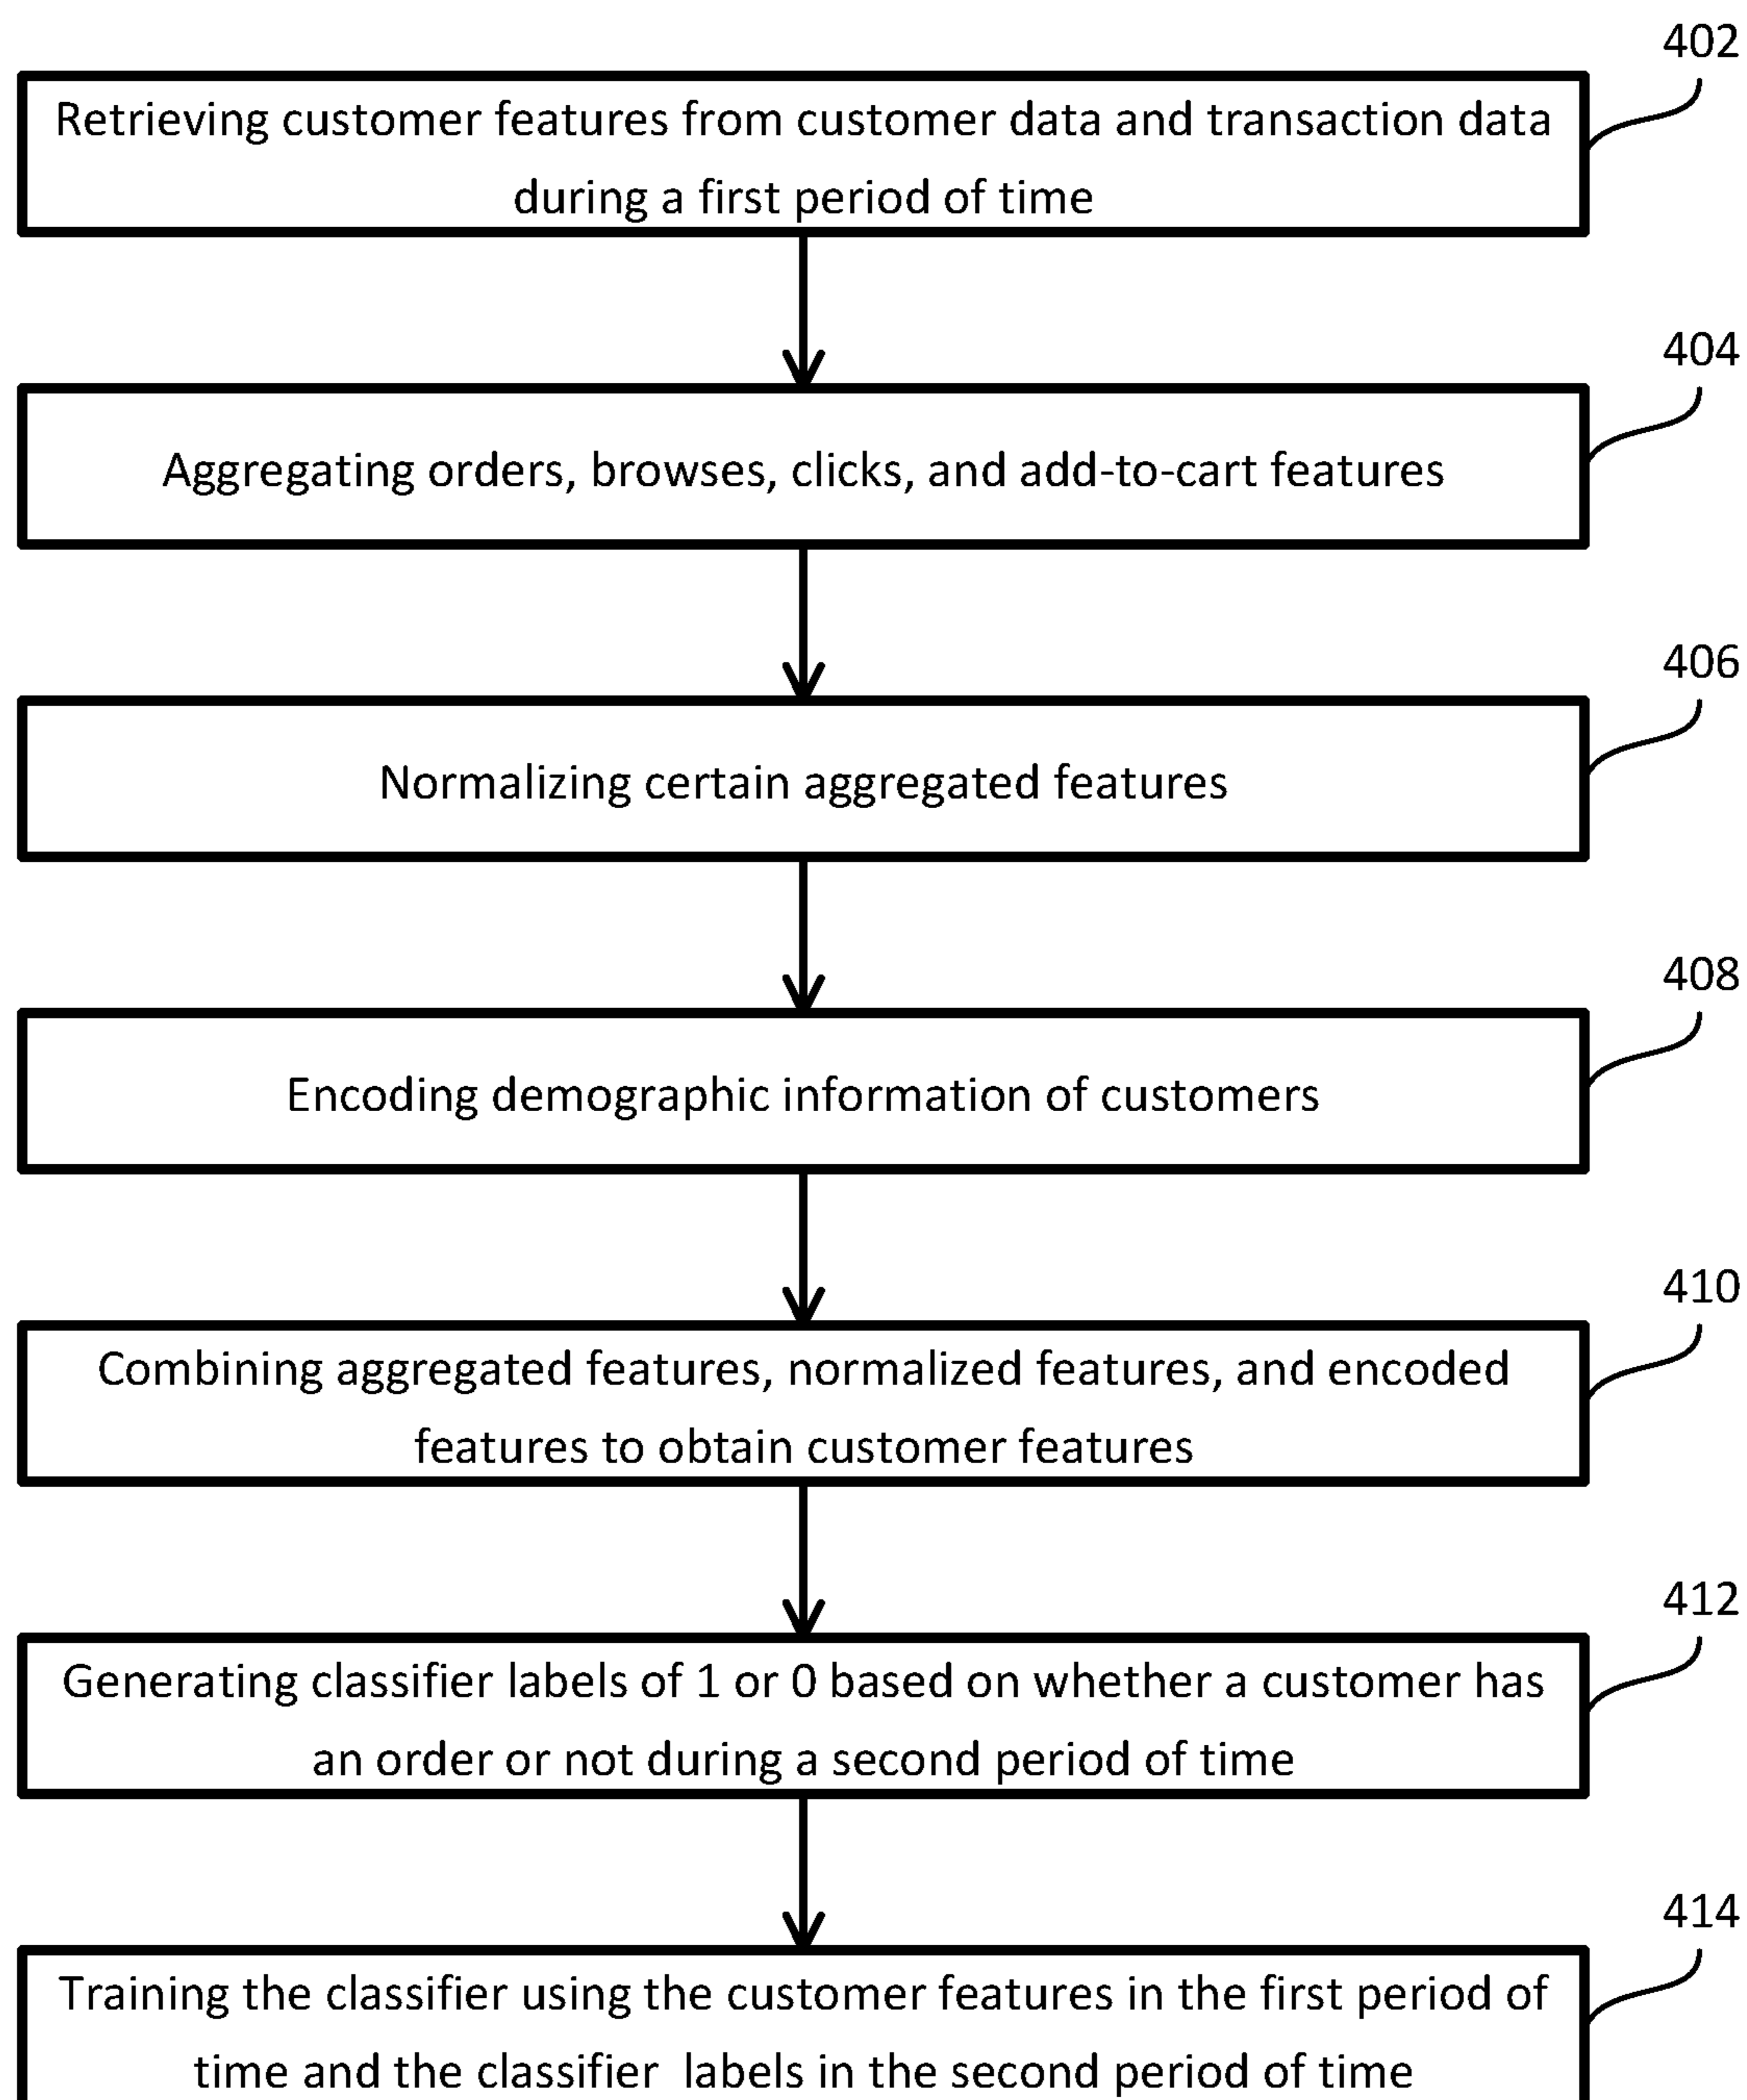 402
Retrieving customer features from customer data and transaction data
during a first period of time
404
Aggregating orders, browses, clicks, and add-to-cart features
406
Normalizing certain aggregated features
408
Encoding demographic information of customers
410
Combining aggregated features, normalized features, and encoded
features to obtain customer features
412
Generating classifier labels of 1 or 0 based on whether a customer has
an order or not during a second period of time
414
Training the classifier using the customer features in the first period of
time and the classifier labels in the second period of time